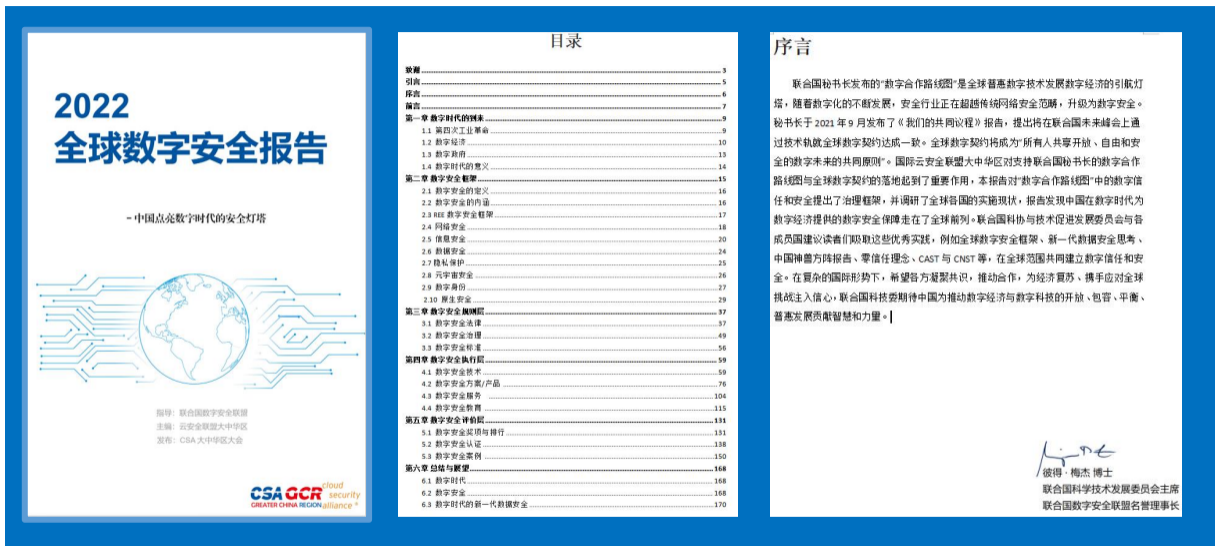 2022
全球数字安全报告
-中国点亮数字时代的安全灯塔
指导：联合国数字安全联盟
主编：云安全联盟大中华区
发布：CSA大中华区大会
CSA GCR cloud security alliance®
GREATER CHINA REGION
目录
致谢 3
引言 5
序言 6
前言 7
第一章 数字时代的到来 9
1.1 第四次工业革命 9
1.2 数字经济 10
1.3 数字政府 13
1.4 数字时代的意义 14
第二章 数字安全框架 15
2.1 数字安全的定义 16
2.2 数字安全的内涵 16
2.3 REE 数字安全框架 17
2.4 网络安全 18
2.5 信息安全 20
2.6 数据安全 24
2.7 隐私保护 25
2.8 元宇宙安全 26
2.9 数字身份 27
2.10 原生安全 29
第三章 数字安全规则层 37
3.1 数字安全法律 37
3.2 数字安全治理 49
3.3 数字安全标准 56
第四章 数字安全执行层 59
4.1 数字安全技术 59
4.2 数字安全方案/产品 76
4.3 数字安全服务 104
4.4 数字安全教育 115
第五章 数字安全评价层 131
5.1 数字安全奖项与排行 131
5.2 数字安全认证 138
5.3 数字安全案例 150
第六章 总结与展望 168
6.1 数字时代 168
6.2 数字安全 168
6.3 数字时代的新一代数据安全 170
序言
联合国秘书长发布的“数字合作路线图”是全球普惠数字技术发展数字经济的引航灯
塔，随着数字化的不断发展，安全行业正在超越传统网络安全范畴，升级为数字安全。
秘书长于 2021 年 9 月发布了《我们的共同议程》报告，提出将在联合国未来峰会上通
过技术轨就全球数字契约达成一致。全球数字契约将成为“所有人共享开放、自由和安
全的数字未来的共同原则”。国际云安全联盟大中华区对支持联合国秘书长的数字合作
路线图与全球数字契约的落地起到了重要作用，本报告对“数字合作路线图”中的数字信
任和安全提出了治理框架，并调研了全球各国的实施现状，报告发现中国在数字时代为
数字经济提供的数字安全保障走在了全球前列。联合国科协与技术促进发展委员会与各
成员国建议读者们吸取这些优秀实践，例如全球数字安全框架、新一代数据安全思考、
中国神兽方阵报告、零信任理念、CAST 与 CNST 等，在全球范围共同建立数字信任和安
全。在复杂的国际形势下，希望各方凝聚共识，推动合作，为经济复苏、携手应对全球
挑战注入信心，联合国科技委期待中国为推动数字经济与数字科技的开放、包容、平衡、
普惠发展贡献智慧和力量。
彼得·梅杰 博士
联合国科学技术发展委员会主席
联合国数字安全联盟名誉理事长